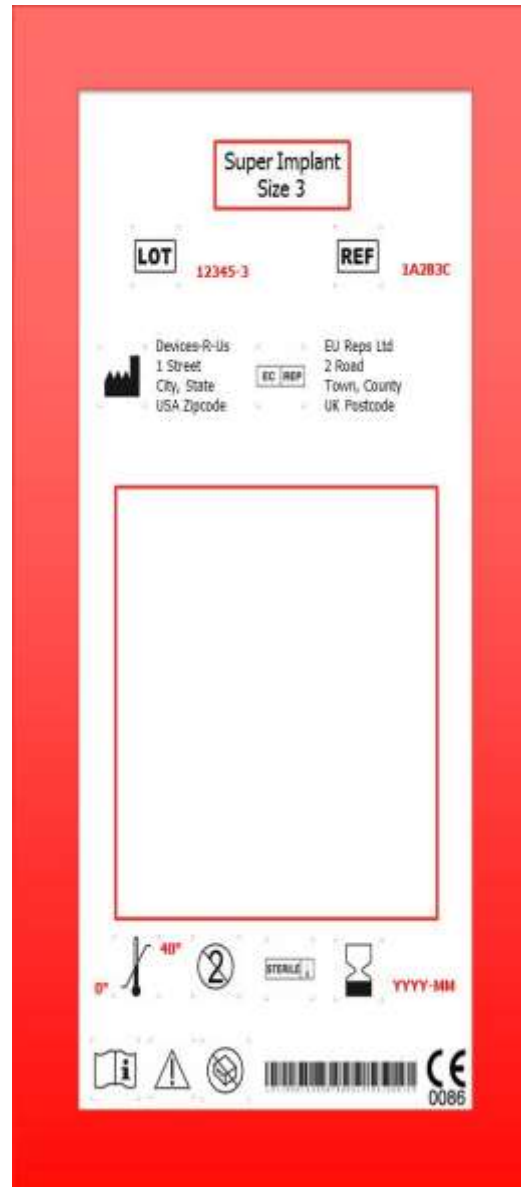 Super Implant
Size 3
LOT 12345-3
REF 1A2B3C
Devices-R-Us
1 Street
City, State
USA Zipcode
EC REP
EU Reps Ltd
2 Road
Town, County
UK Postcode
0° 40°
2
STERILE
YYYY-MM
i
CE
0086